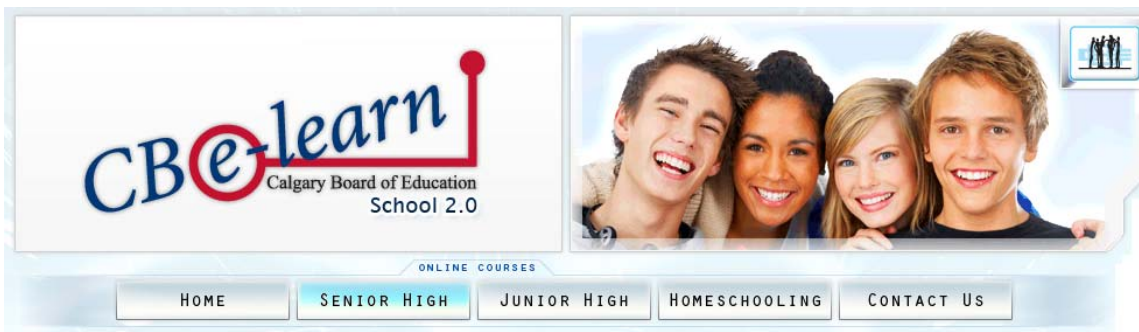 CBe-learn
Calgary Board of Education
School 2.0
ONLINE COURSES
HOME
SENIOR HIGH
JUNIOR HIGH
HOMESCHOOLING
CONTACT US